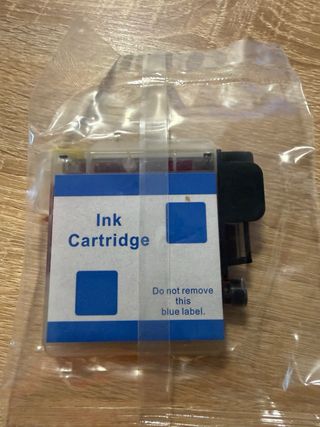 Ink
Cartridge
Do not remove
this
blue label.